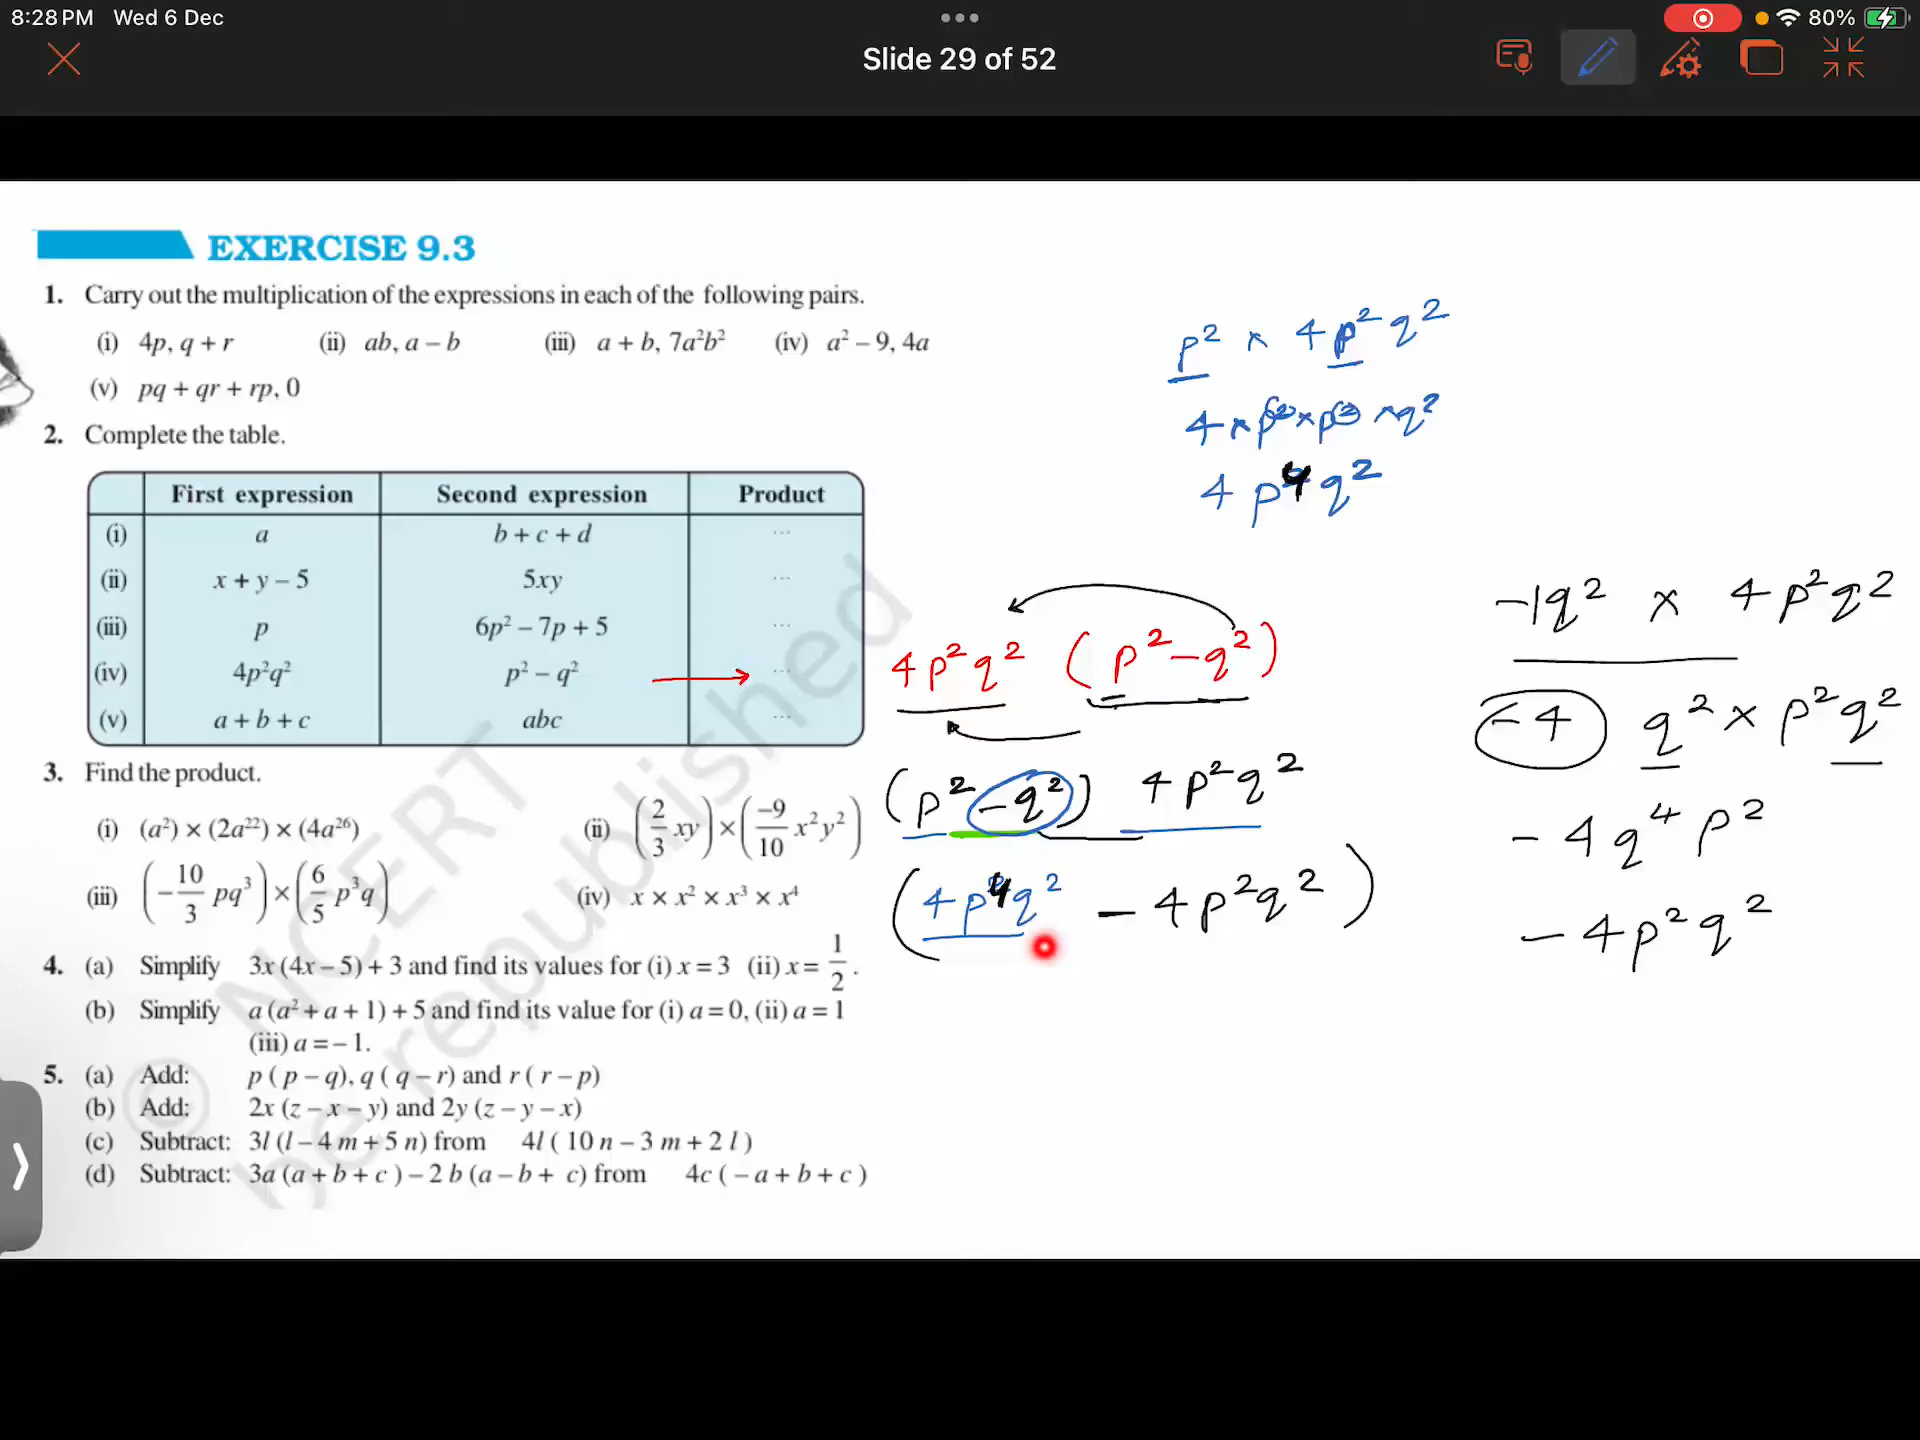 8:28 PM Wed 6 Dec
80%
Slide 29 of 52
EXERCISE 9.3
1. Carry out the multiplication of the expressions in each of the following pairs.
(i) 4p, q + r (ii) ab, a – b (iii) a + b, 7a²b² (iv) a² – 9, 4a
(v) pq + qr + rp, 0
2. Complete the table.
First expression Second expression Product
(i) a b + c + d ...
(ii) x + y – 5 5xy ...
(iii) p 6p² – 7p + 5 ...
(iv) 4p²q² p² – q² ...
(v) a + b + c abc ...
3. Find the product.
(i) (a²) × (2a²²) × (4a²⁶) (ii) (2/3 xy) × (–9/10 x²y²)
(iii) (–10/3 pq³) × (6/5 p³q) (iv) x × x² × x³ × x⁴
4. (a) Simplify 3x (4x – 5) + 3 and find its values for (i) x = 3 (ii) x = 1/2.
(b) Simplify a (a² + a + 1) + 5 and find its value for (i) a = 0, (ii) a = 1
(iii) a = – 1.
5. (a) Add: p ( p – q), q ( q – r) and r ( r – p)
(b) Add: 2x (z – x – y) and 2y (z – y – x)
(c) Subtract: 3l (l – 4 m + 5 n) from 4l ( 10 n – 3 m + 2 l )
(d) Subtract: 3a (a + b + c ) – 2 b (a – b + c) from 4c ( – a + b + c )
© NCERT
be republished
p² × 4p²q²
4 × p² × p² × q²
4p⁴q²
4p²q² (p² – q²)
(p² – q²) 4p²q²
(4p⁴q² – 4p²q²)
–1q² × 4p²q²
–4 q² × p²q²
–4q⁴p²
–4p²q²